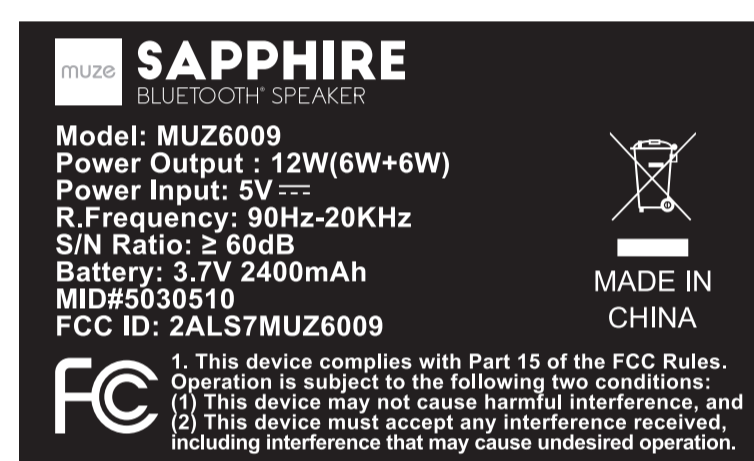 muze
SAPPHIRE
BLUETOOTH® SPEAKER
Model: MUZ6009
Power Output : 12W(6W+6W)
Power Input: 5V⎓
R.Frequency: 90Hz-20KHz
S/N Ratio: ≥ 60dB
Battery: 3.7V 2400mAh
MID#5030510
FCC ID: 2ALS7MUZ6009
MADE IN
CHINA
FC
1. This device complies with Part 15 of the FCC Rules.
Operation is subject to the following two conditions:
(1) This device may not cause harmful interference, and
(2) This device must accept any interference received,
including interference that may cause undesired operation.